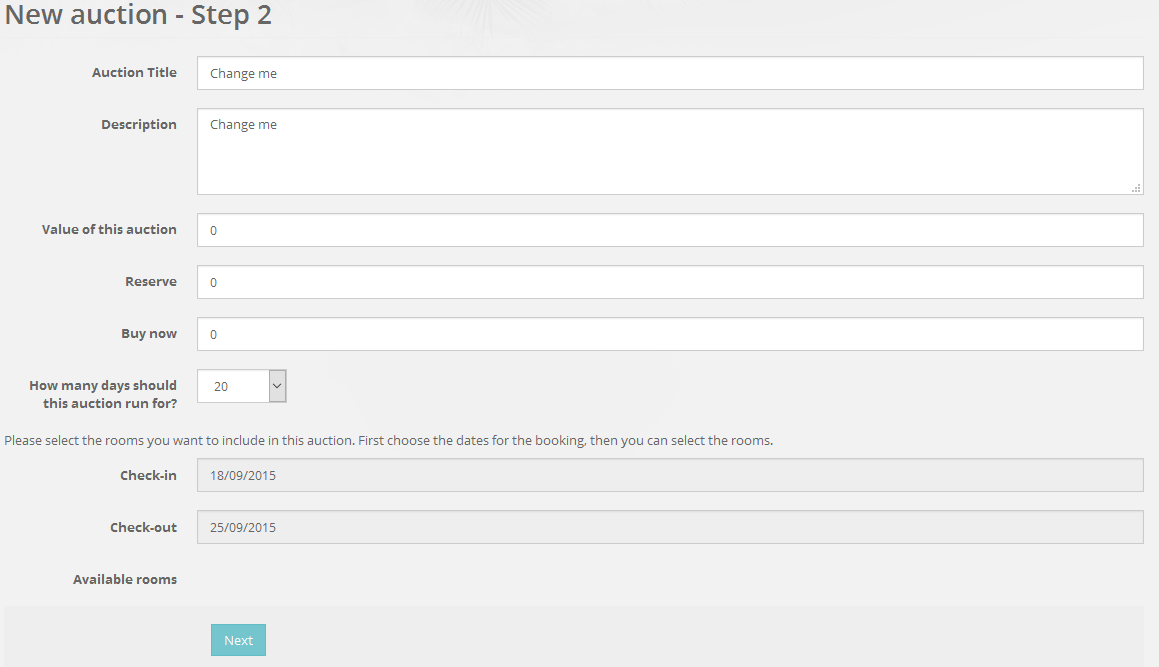 New auction - Step 2
Auction Title
Change me
Description
Change me
Value of this auction
0
Reserve
0
Buy now
0
How many days should
this auction run for?
20
Please select the rooms you want to include in this auction. First choose the dates for the booking, then you can select the rooms.
Check-in
18/09/2015
Check-out
25/09/2015
Available rooms
Next